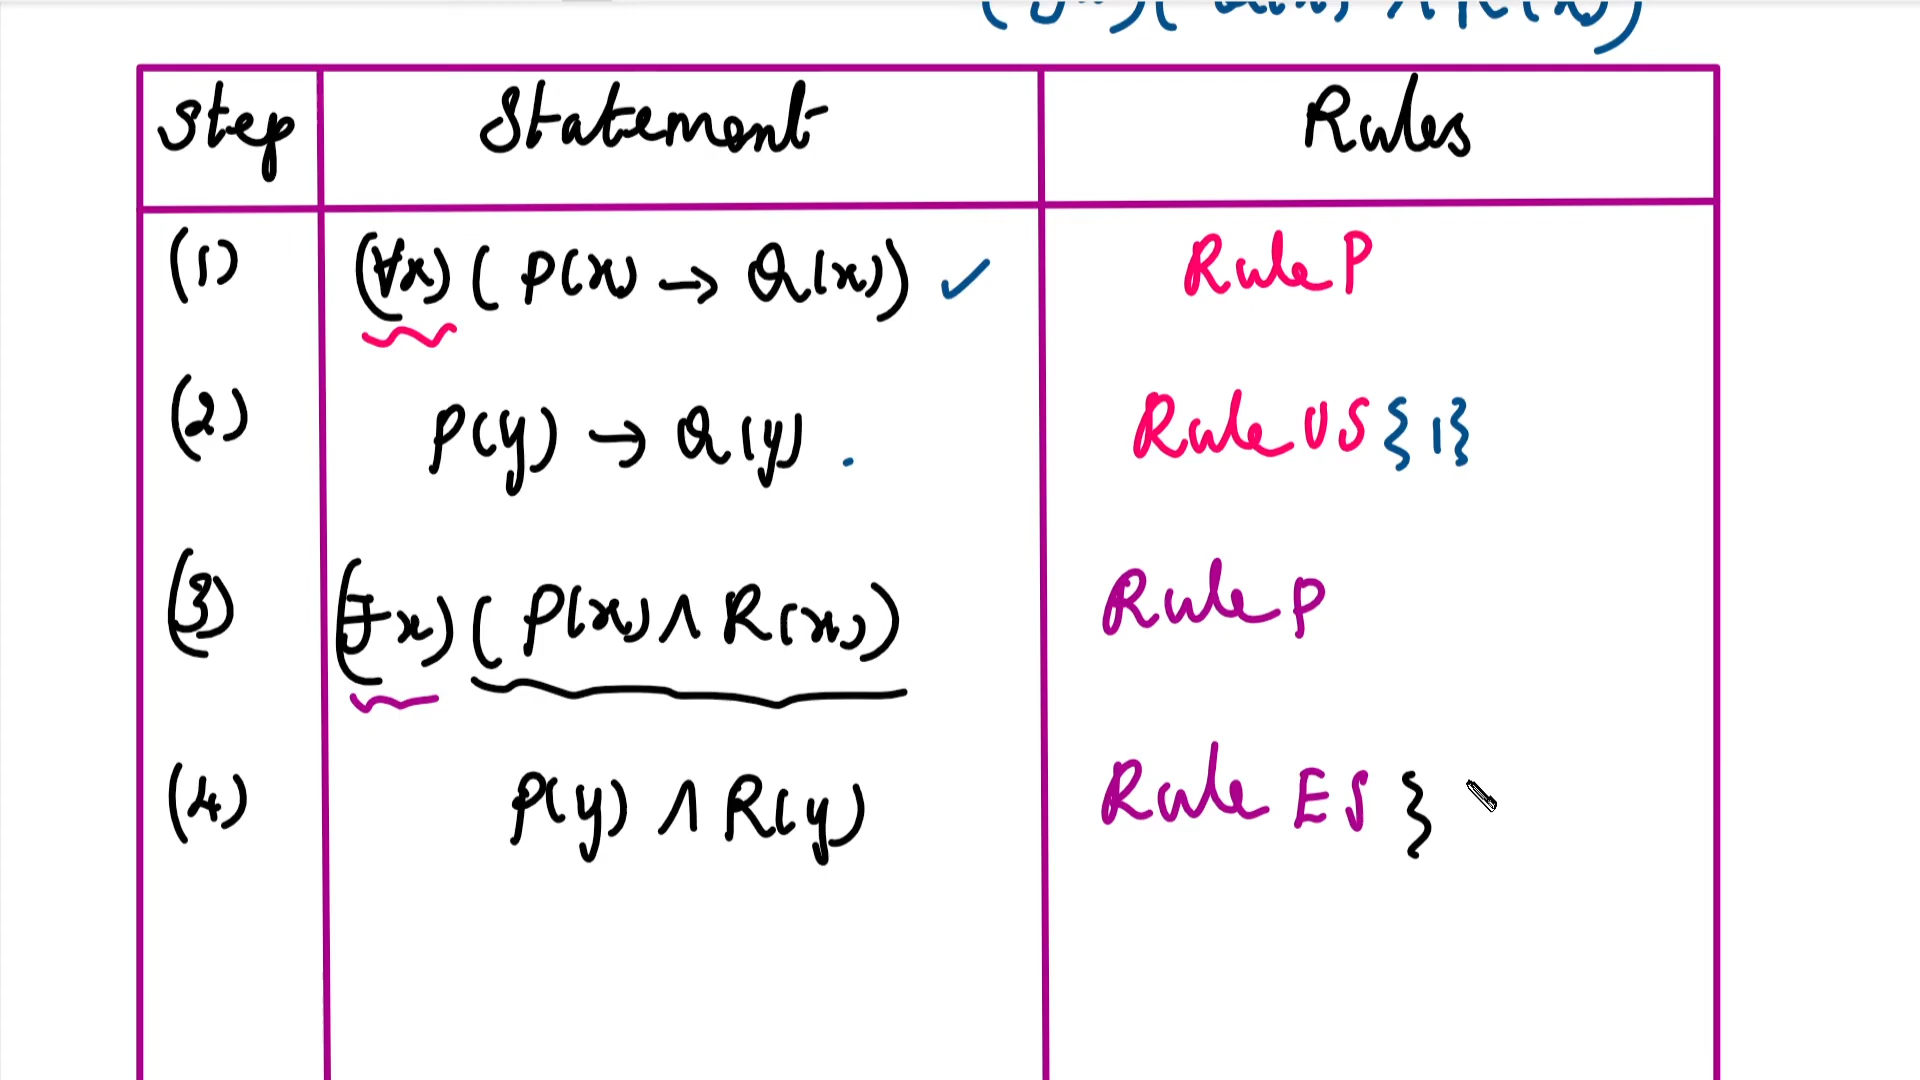 Step Statement Rules
(1) (∀x) ( P(x) → Q(x)) ✓ Rule P
(2) P(y) → Q(y) . Rule US {1}
(3) (∃x) ( P(x) ∧ R(x)) Rule P
(4) P(y) ∧ R(y) Rule ES {